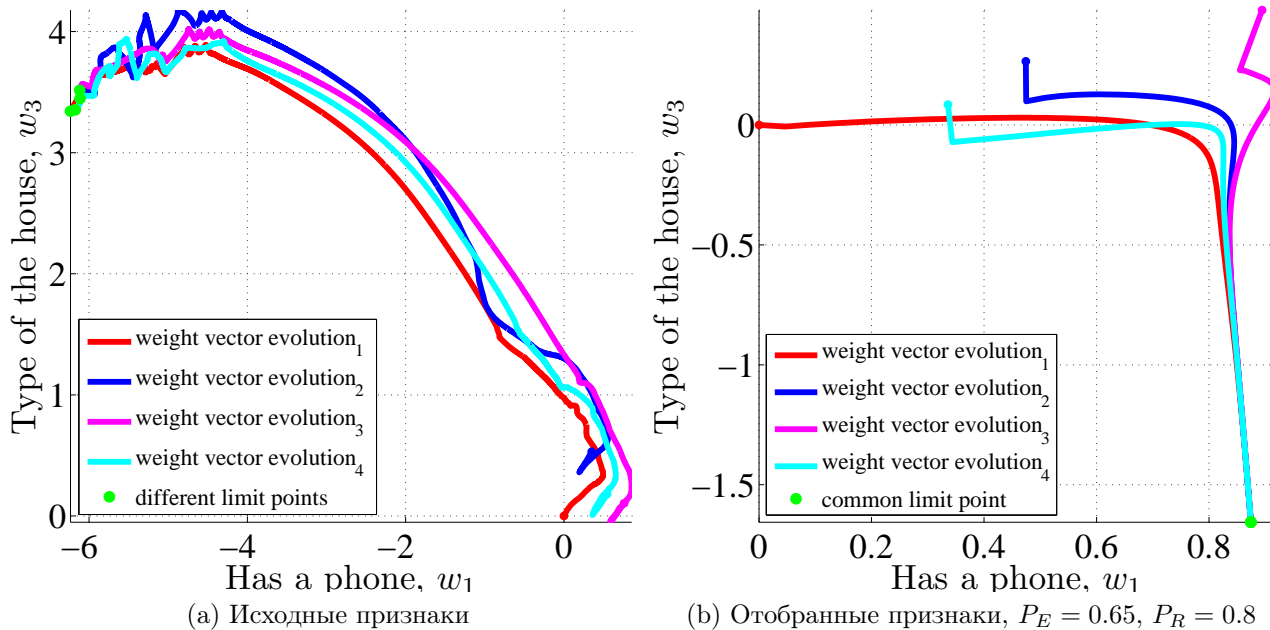 4
3
2
1
0
−6
−4
−2
0
Type of the house, w₃
Has a phone, w₁
weight vector evolution₁
weight vector evolution₂
weight vector evolution₃
weight vector evolution₄
different limit points
(a) Исходные признаки
0
−0.5
−1
−1.5
0
0.2
0.4
0.6
0.8
Type of the house, w₃
Has a phone, w₁
weight vector evolution₁
weight vector evolution₂
weight vector evolution₃
weight vector evolution₄
common limit point
(b) Отобранные признаки, P_E = 0.65, P_R = 0.8